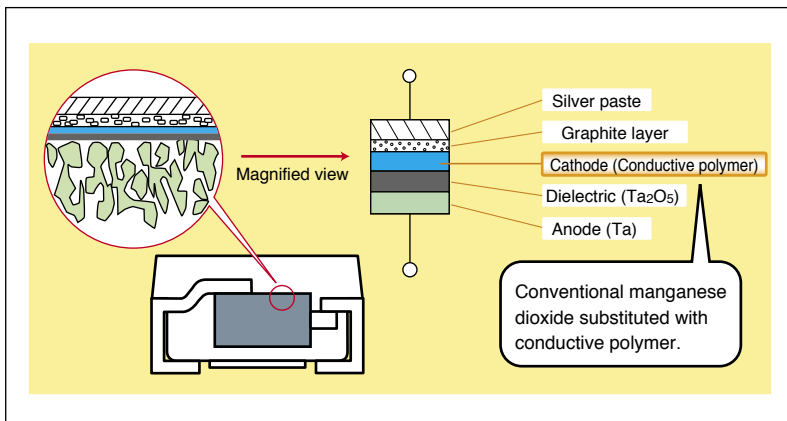 Magnified view
Silver paste
Graphite layer
Cathode (Conductive polymer)
Dielectric (Ta₂O₅)
Anode (Ta)
Conventional manganese
dioxide substituted with
conductive polymer.